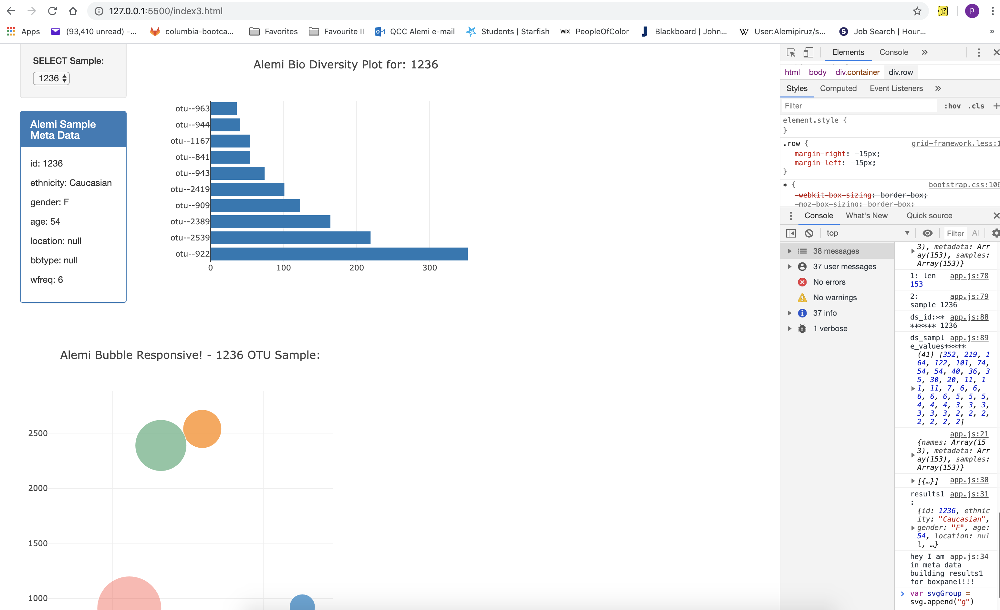 127.0.0.1:5500/index3.html
{jF}
p
Apps
(93,410 unread) -...
columbia-bootca...
Favorites
Favourite II
QCC Alemi e-mail
Students | Starfish
WIX PeopleOfColor
Blackboard | John...
W User:Alemipiruz/s...
S Job Search | Hour...
»
SELECT Sample:
1236
Alemi Sample
Meta Data
id: 1236
ethnicity: Caucasian
gender: F
age: 54
location: null
bbtype: null
wfreq: 6
Alemi Bio Diversity Plot for: 1236
otu--963
otu--944
otu--1167
otu--841
otu--943
otu--2419
otu--909
otu--2389
otu--2539
otu--922
0 100 200 300
Alemi Bubble Responsive! - 1236 OTU Sample:
2500
2000
1500
1000
Elements Console »
html body div.container div.row
Styles Computed Event Listeners »
Filter :hov .cls +
element.style {
}
.row { grid-framework.less:1
margin-right: -15px;
margin-left: -15px;
}
* { bootstrap.css:106
-webkit-box-sizing: border-box;
-moz-box-sizing: border-box;
Console What's New Quick source
top Filter Al
38 messages
37 user messages
No errors
No warnings
37 info
1 verbose
3), metadata: Arr
ay(153), samples:
Array(153)}
1: len app.js:78
153
2: app.js:79
sample 1236
ds_id:** app.js:88
****** 1236
ds_sampl app.js:89
e_values*****
(41) [352, 219, 1
64, 122, 101, 74,
54, 54, 40, 36, 3
5, 30, 20, 11, 1
1, 11, 7, 6, 6,
6, 6, 6, 5, 5, 5,
4, 4, 4, 3, 3, 3,
3, 3, 3, 2, 2, 2,
2, 2, 2, 2]
app.js:21
{names: Array(15
3), metadata: Arr
ay(153), samples:
Array(153)}
[{…}] app.js:30
results1 app.js:31
:
{id: 1236, ethnic
ity: "Caucasian",
gender: "F", age:
54, location: nul
l, …}
hey I am app.js:34
in meta data
building results1
for boxpanel!!!
> var svgGroup =
svg.append("g")